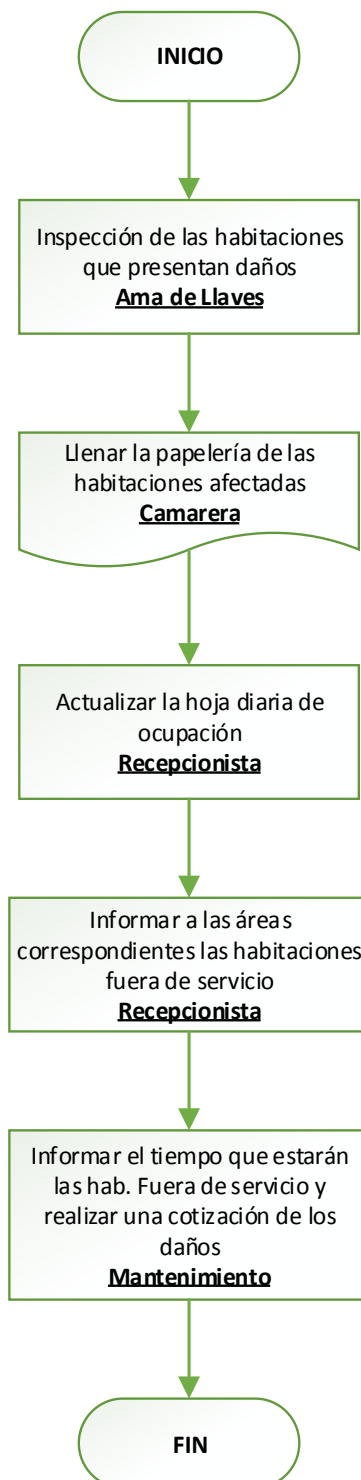 INICIO
Inspección de las habitaciones
que presentan daños
Ama de Llaves
Llenar la papelería de las
habitaciones afectadas
Camarera
Actualizar la hoja diaria de
ocupación
Recepcionista
Informar a las áreas
correspondientes las habitaciones
fuera de servicio
Recepcionista
Informar el tiempo que estarán
las hab. Fuera de servicio y
realizar una cotización de los
daños
Mantenimiento
FIN